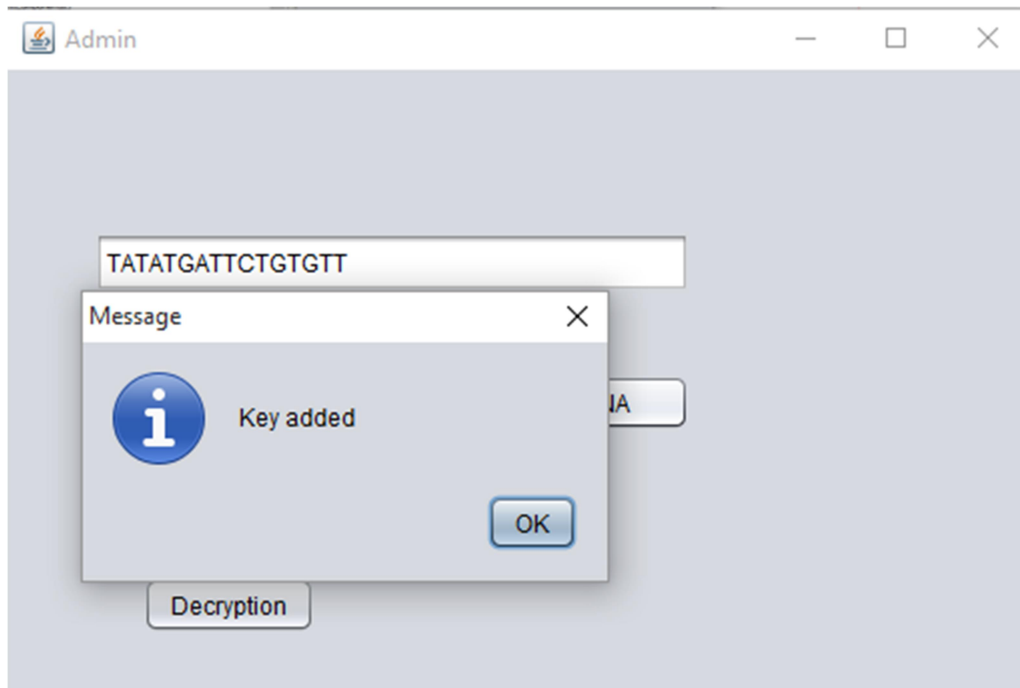 Admin
TATATGATTCTGTGTT
Message
Key added
OK
Decryption